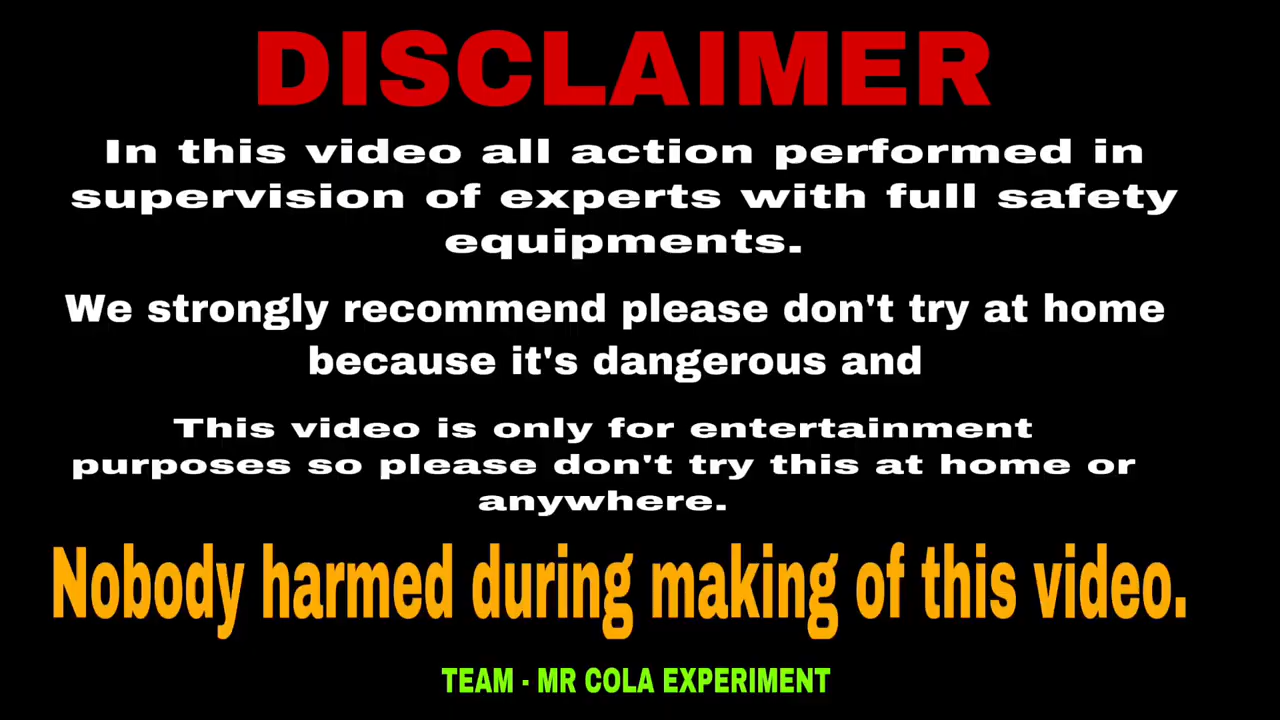 DISCLAIMER
In this video all action performed in
supervision of experts with full safety
equipments.
We strongly recommend please don't try at home
because it's dangerous and
This video is only for entertainment
purposes so please don't try this at home or
anywhere.
Nobody harmed during making of this video.
TEAM - MR COLA EXPERIMENT